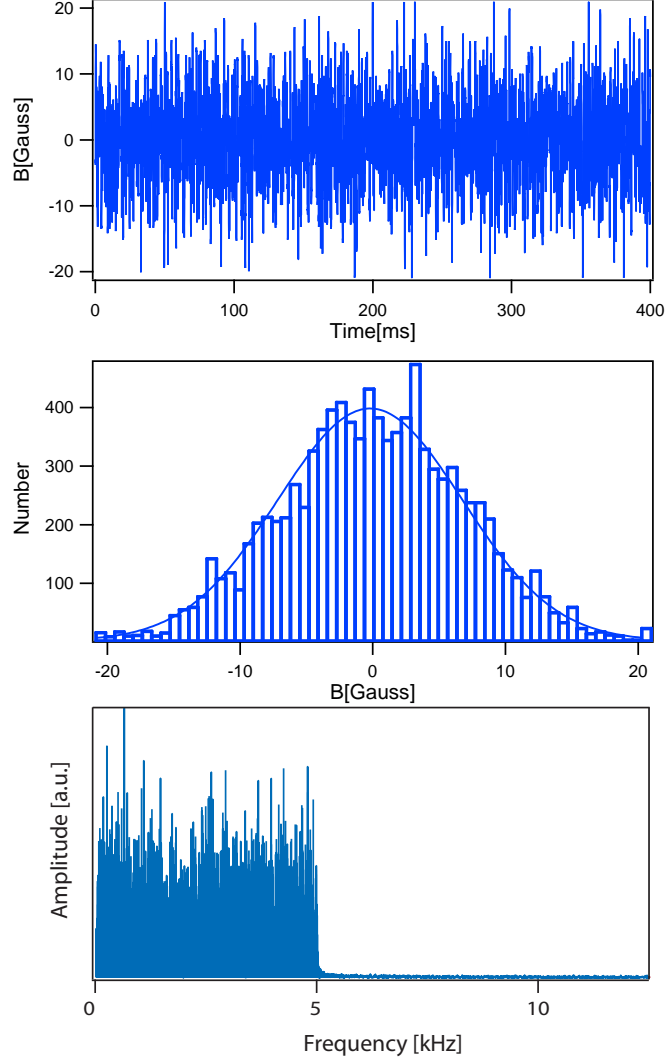 20
10
0
-10
-20
B[Gauss]
0 100 200 300 400
Time[ms]
400
300
200
100
Number
-20 -10 0 10 20
B[Gauss]
Amplitude [a.u.]
0 5 10
Frequency [kHz]